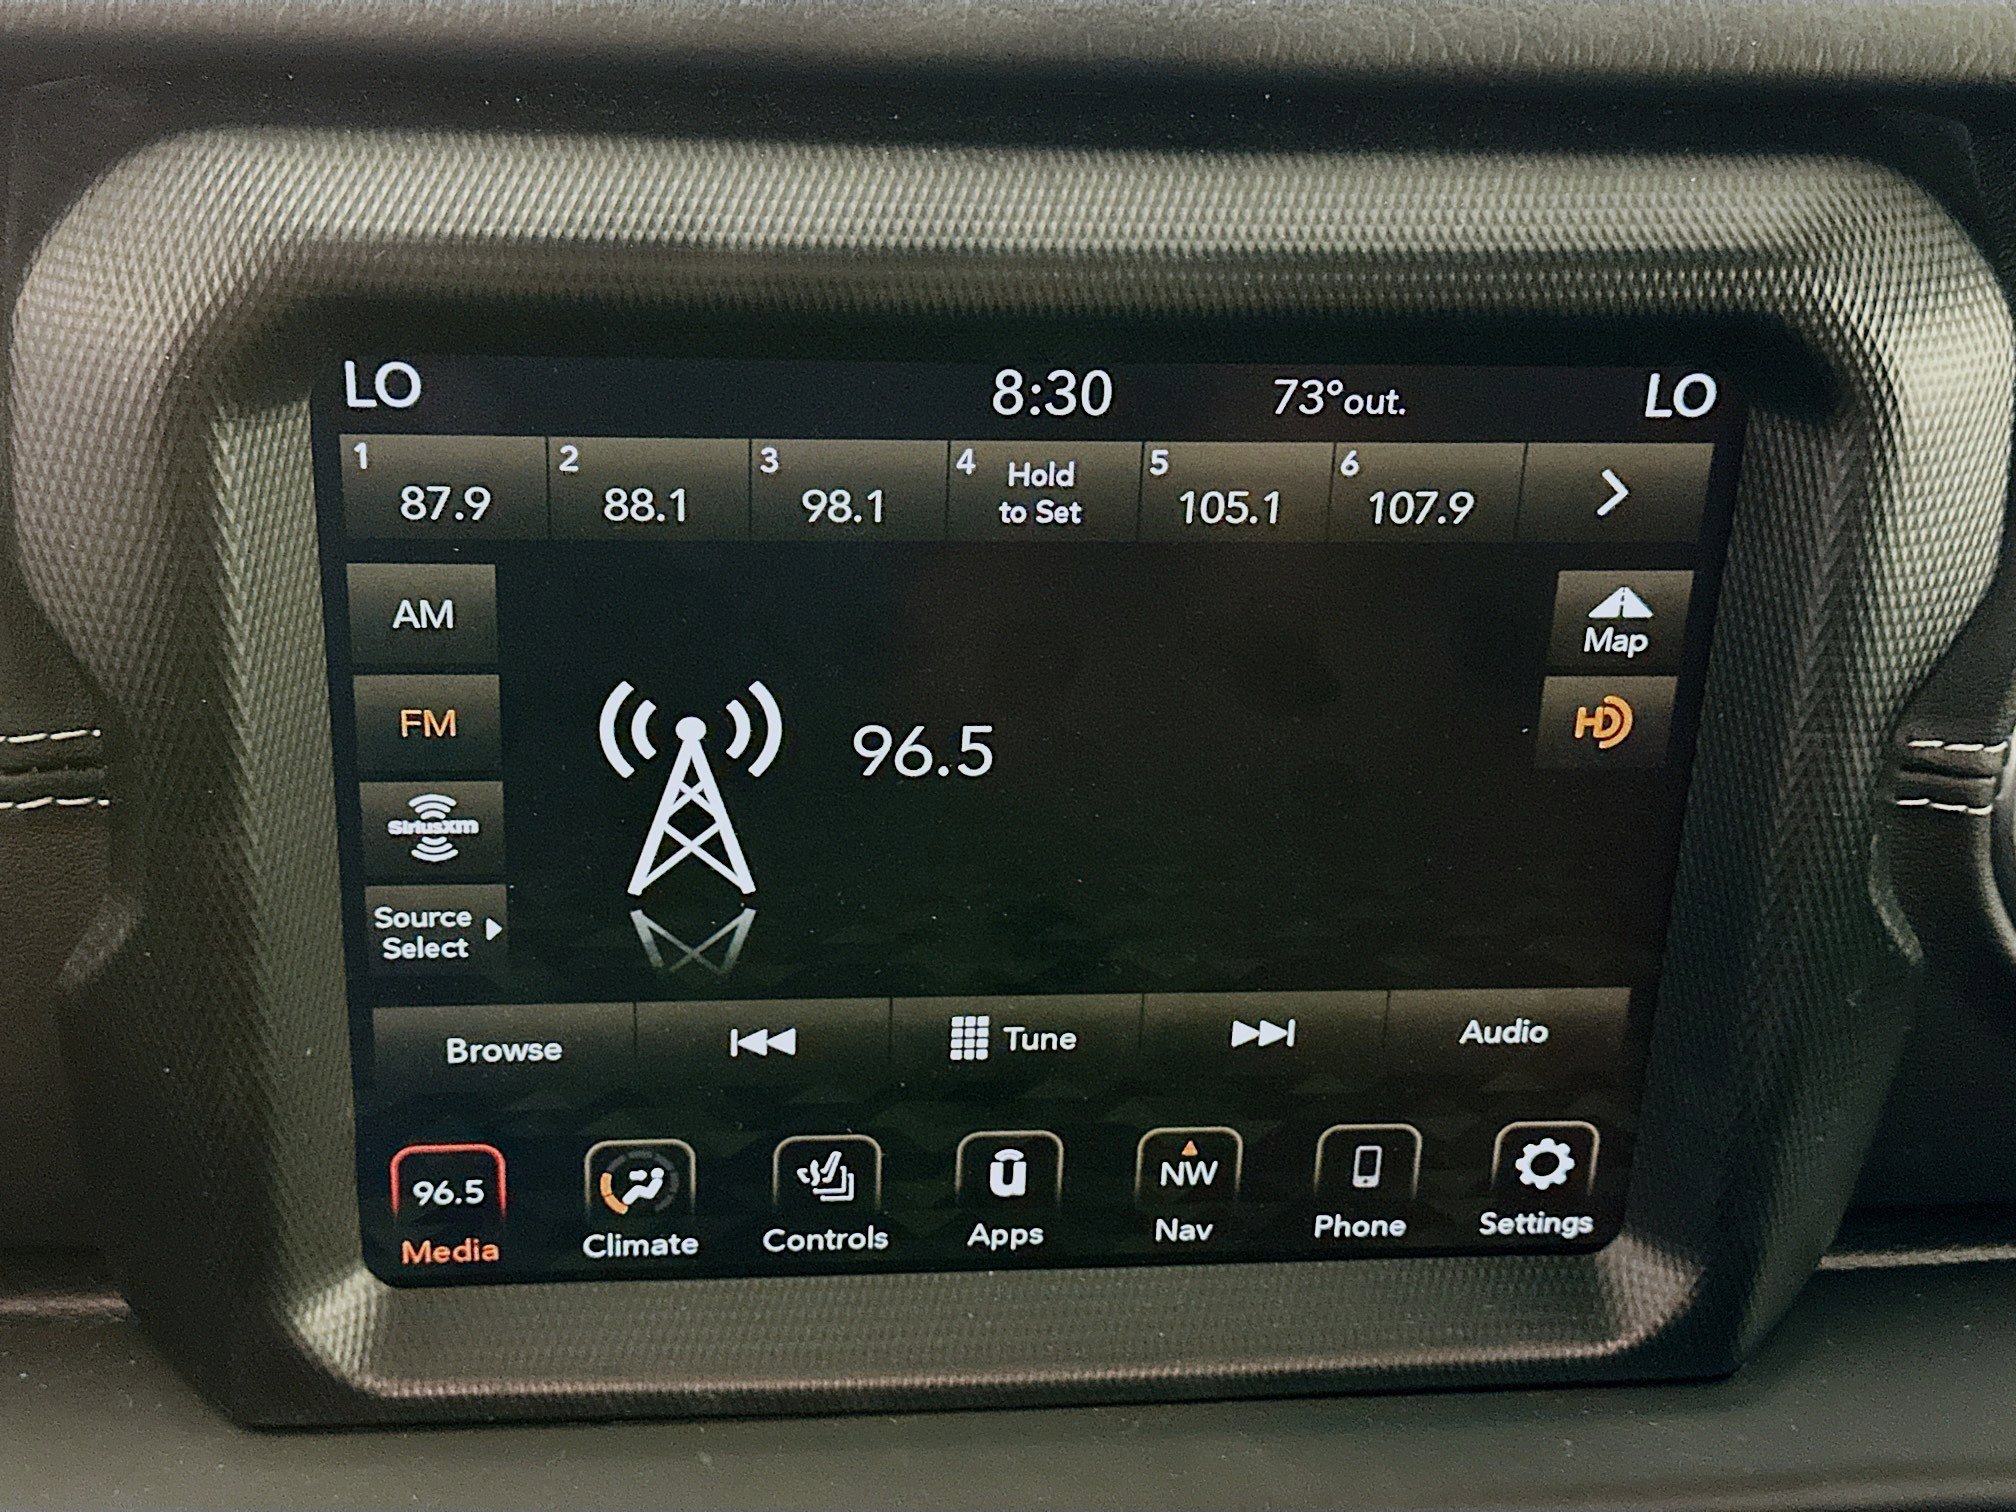 LO 8:30 73°out. LO
1 87.9 2 88.1 3 98.1 4 Hold to Set 5 105.1 6 107.9
AM
Map
FM
HD
96.5
SiriusXm
Source
Select
Browse Tune Audio
96.5 NW
Media Climate Controls Apps Nav Phone Settings